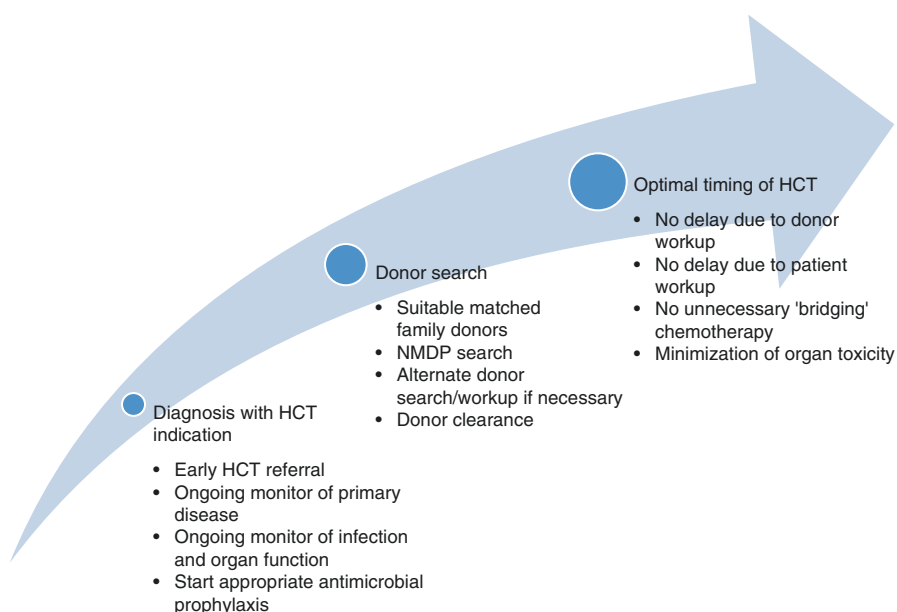 Diagnosis with HCT
indication
• Early HCT referral
• Ongoing monitor of primary
disease
• Ongoing monitor of infection
and organ function
• Start appropriate antimicrobial
prophylaxis
Donor search
• Suitable matched
family donors
• NMDP search
• Alternate donor
search/workup if necessary
• Donor clearance
Optimal timing of HCT
• No delay due to donor
workup
• No delay due to patient
workup
• No unnecessary 'bridging'
chemotherapy
• Minimization of organ toxicity